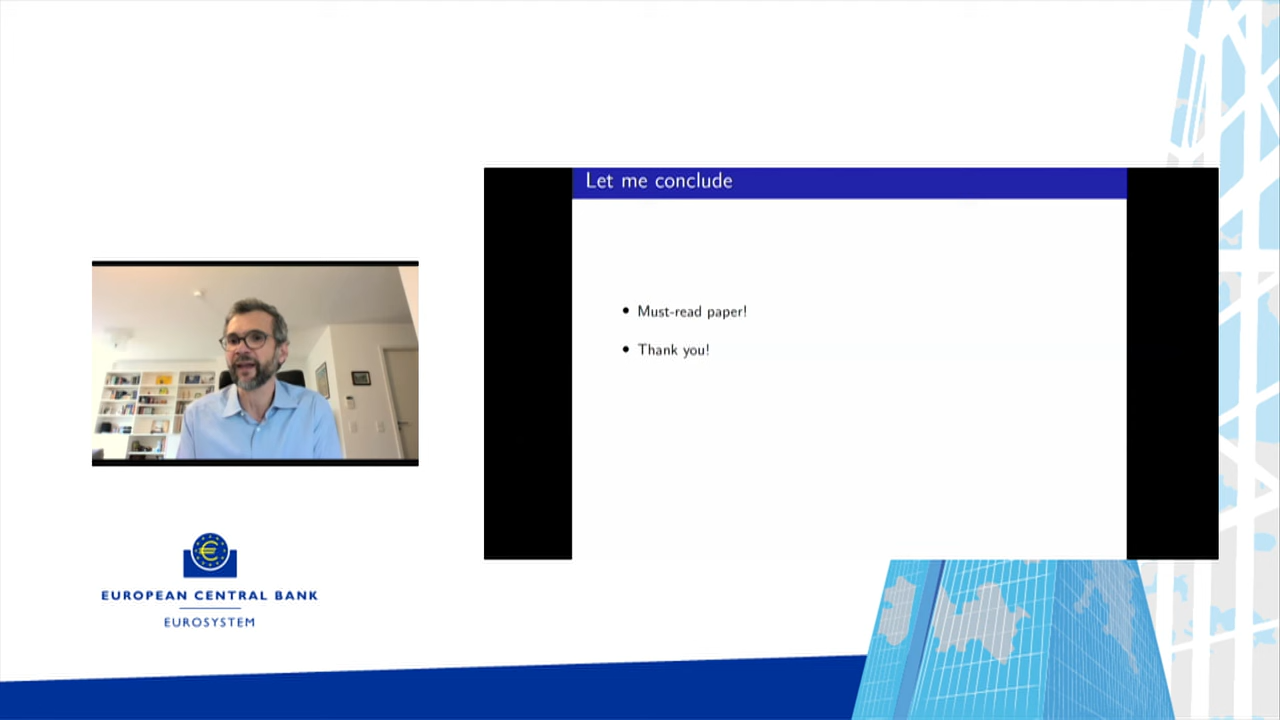 Let me conclude
• Must-read paper!
• Thank you!
€
EUROPEAN CENTRAL BANK
EUROSYSTEM